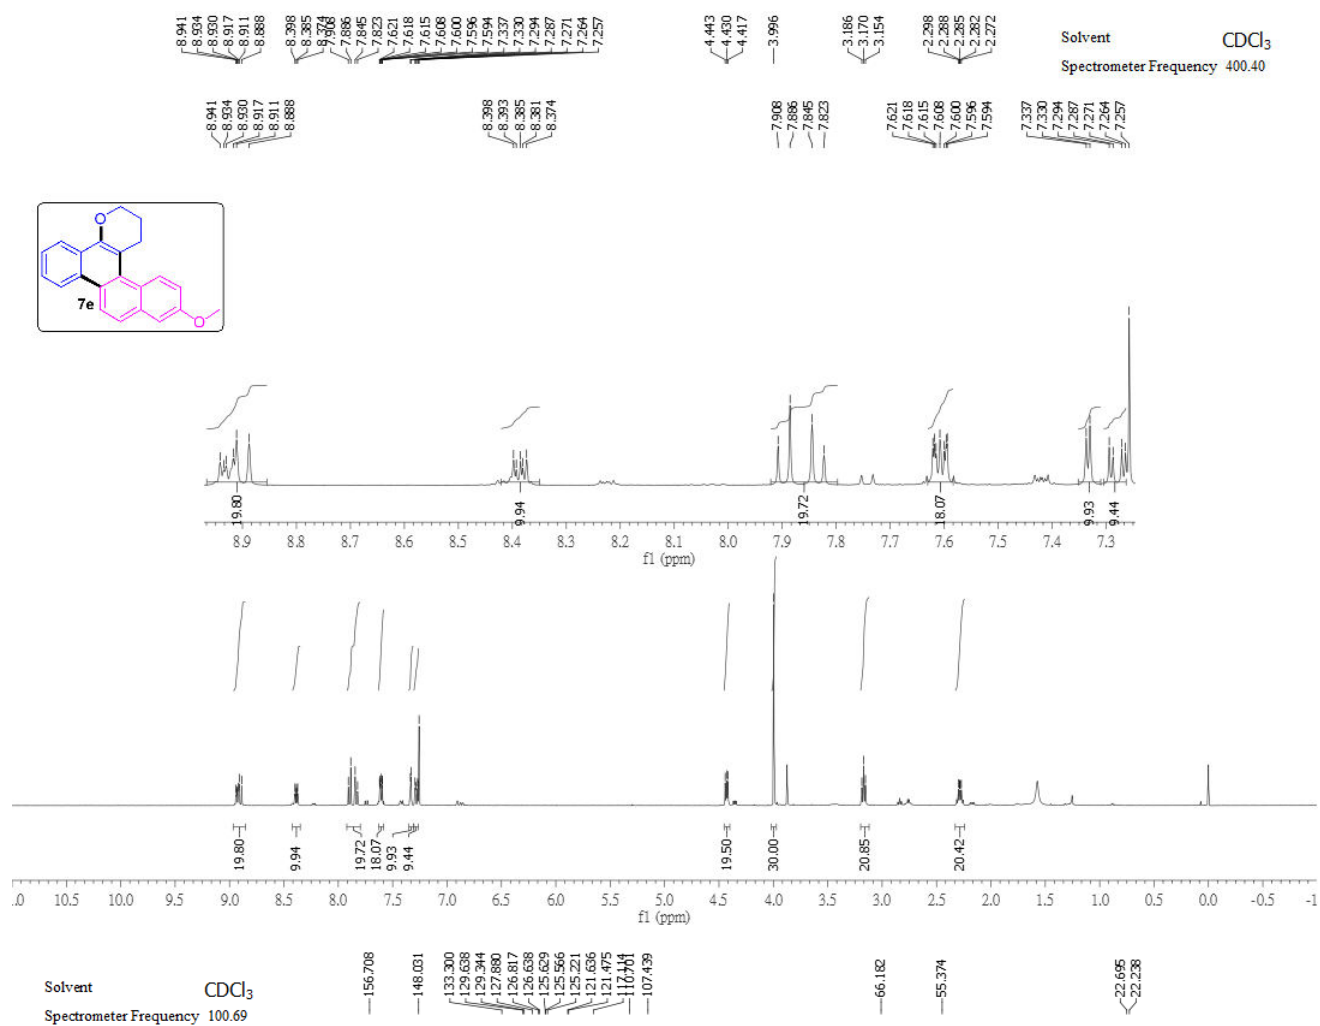 8.941 8.934 8.930 8.917 8.911 8.888 8.398 8.385 8.374 7.908 7.886 7.845 7.823 7.621 7.618 7.615 7.608 7.600 7.596 7.594 7.337 7.330 7.294 7.287 7.271 7.264 7.257 4.443 4.430 4.417 3.996 3.186 3.170 3.154 2.298 2.288 2.285 2.282 2.272
Solvent CDCl3
Spectrometer Frequency 400.40
8.941 8.934 8.930 8.917 8.911 8.888 8.398 8.393 8.385 8.381 8.374 7.908 7.886 7.845 7.823 7.621 7.618 7.615 7.608 7.600 7.596 7.594 7.337 7.330 7.294 7.287 7.271 7.264 7.257
O
7e
O
19.80 9.94 19.72 18.07 9.93 9.44
8.9 8.8 8.7 8.6 8.5 8.4 8.3 8.2 8.1 8.0 7.9 7.8 7.7 7.6 7.5 7.4 7.3
f1 (ppm)
19.80 9.94 19.72 18.07 9.93 9.44 19.50 30.00 20.85 20.42
.0 10.5 10.0 9.5 9.0 8.5 8.0 7.5 7.0 6.5 6.0 5.5 5.0 4.5 4.0 3.5 3.0 2.5 2.0 1.5 1.0 0.5 0.0 -0.5 -1
f1 (ppm)
156.708 148.031 133.300 129.638 129.344 127.880 126.817 126.638 125.629 125.566 125.221 121.636 121.475 117.114 110.701 107.439 66.182 55.374 22.695 22.238
Solvent CDCl3
Spectrometer Frequency 100.69